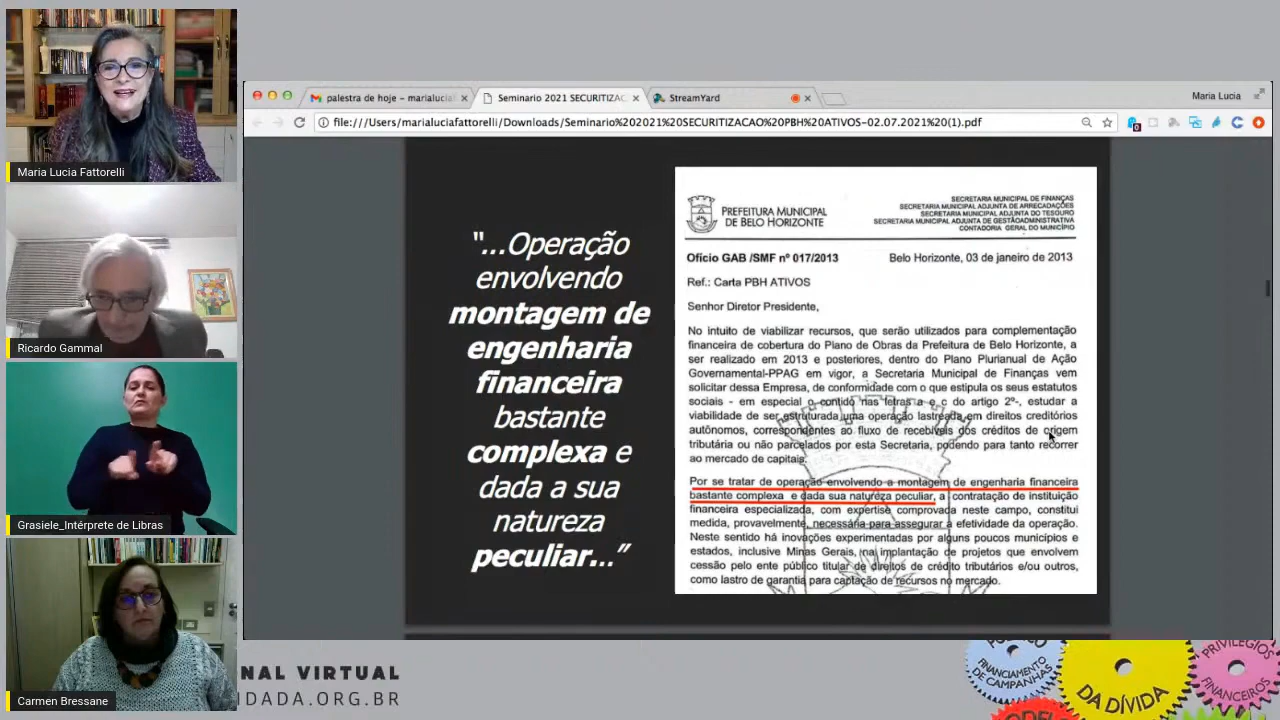 Maria Lucia Fattorelli
Ricardo Gammal
Grasiele_Intérprete de Libras
Carmen Bressane
palestra de hoje – marialucia
Seminario 2021 SECURITIZAC
StreamYard
Maria Lucia
file:///Users/marialuciafattorelli/Downloads/Seminario%202021%20SECURITIZACAO%20PBH%20ATIVOS-02.07.2021%20(1).pdf
"...Operação
envolvendo
montagem de
engenharia
financeira
bastante
complexa e
dada a sua
natureza
peculiar..."
PREFEITURA MUNICIPAL
DE BELO HORIZONTE
SECRETARIA MUNICIPAL DE FINANÇAS
SECRETARIA MUNICIPAL ADJUNTA DE ARRECADAÇÕES
SECRETARIA MUNICIPAL ADJUNTA DO TESOURO
SECRETARIA MUNICIPAL ADJUNTA DE GESTÃOADMINISTRATIVA
CONTADORIA GERAL DO MUNICÍPIO
Ofício GAB /SMF nº 017/2013
Belo Horizonte, 03 de janeiro de 2013
Ref.: Carta PBH ATIVOS
Senhor Diretor Presidente,
No intuito de viabilizar recursos, que serão utilizados para complementação
financeira de cobertura do Plano de Obras da Prefeitura de Belo Horizonte, a
ser realizado em 2013 e posteriores, dentro do Plano Plurianual de Ação
Governamental-PPAG em vigor, a Secretaria Municipal de Finanças vem
solicitar dessa Empresa, de conformidade com o que estipula os seus estatutos
sociais - em especial o contido nas letras a e c do artigo 2º-, estudar a
viabilidade de ser estruturada uma operação lastreada em direitos creditórios
autônomos, correspondentes ao fluxo de recebíveis dos créditos de origem
tributária ou não parcelados por esta Secretaria, podendo para tanto recorrer
ao mercado de capitais.
Por se tratar de operação envolvendo a montagem de engenharia financeira
bastante complexa e dada sua natureza peculiar, a contratação de instituição
financeira especializada, com expertise comprovada neste campo, constitui
medida, provavelmente, necessária para assegurar a efetividade da operação.
Neste sentido há inovações experimentadas por alguns poucos municípios e
estados, inclusive Minas Gerais, na implantação de projetos que envolvem
cessão pelo ente público titular de direitos de crédito tributários e/ou outros,
como lastro de garantia para captação de recursos no mercado.
NAL VIRTUAL
IDADA.ORG.BR
FINANCIAMENTO
DE CAMPANHAS
DA DÍVIDA
PRIVILÉGIOS
FINANCEIROS